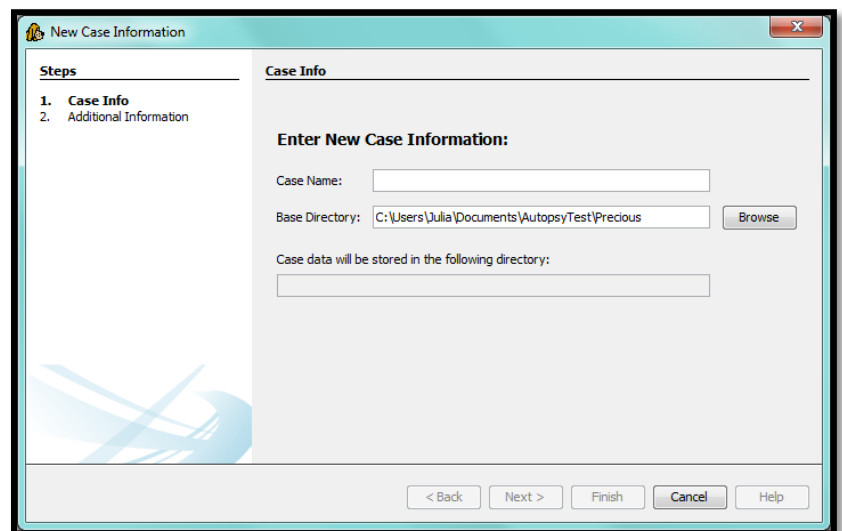 New Case Information
Steps
1. Case Info
2. Additional Information
Case Info
Enter New Case Information:
Case Name:
Base Directory: C:\Users\Julia\Documents\AutopsyTest\Precious Browse
Case data will be stored in the following directory:
< Back Next > Finish Cancel Help